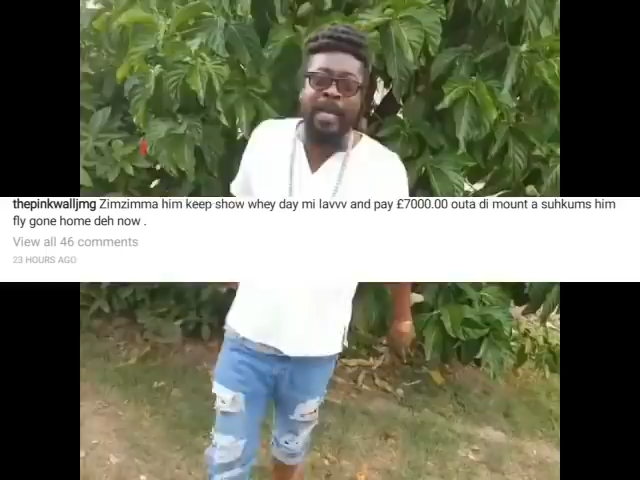 thepinkwalljmg Zimzimma him keep show whey day mi lavvv and pay £7000.00 outa di mount a suhkums him
fly gone home deh now .
View all 46 comments
23 HOURS AGO